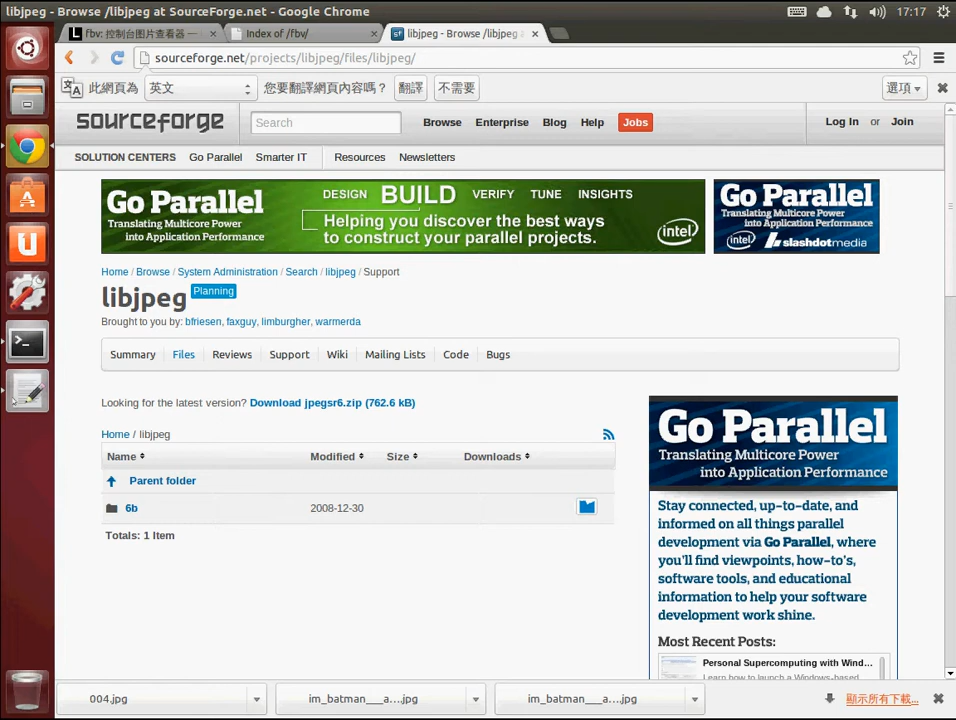 libjpeg - Browse /libjpeg at SourceForge.net - Google Chrome
17:17
fbv: 控制台图片查看器 —
Index of /fbv/
libjpeg - Browse /libjpeg a
sourceforge.net/projects/libjpeg/files/libjpeg/
此網頁為 英文 您要翻譯網頁內容嗎？ 翻譯 不需要 選項
sourceforge Search Browse Enterprise Blog Help Jobs Log In or Join
SOLUTION CENTERS Go Parallel Smarter IT Resources Newsletters
Go Parallel
Translating Multicore Power
into Application Performance
DESIGN BUILD VERIFY TUNE INSIGHTS
Helping you discover the best ways
to construct your parallel projects.
intel
Go Parallel
Translating Multicore Power
into Application Performance
intel slashdotmedia
Home / Browse / System Administration / Search / libjpeg / Support
libjpeg Planning
Brought to you by: bfriesen, faxguy, limburgher, warmerda
Summary Files Reviews Support Wiki Mailing Lists Code Bugs
Looking for the latest version? Download jpegsr6.zip (762.6 kB)
Home / libjpeg
Name Modified Size Downloads
Parent folder
6b 2008-12-30
Totals: 1 Item
Go Parallel
Translating Multicore Power
into Application Performance
Stay connected, up-to-date, and
informed on all things parallel
development via Go Parallel, where
you'll find viewpoints, how-to's,
software tools, and educational
information to help your software
development work shine.
Most Recent Posts:
Personal Supercomputing with Wind...
Learn how to launch a Windows-based
004.jpg
im_batman___a....jpg
im_batman___a....jpg
顯示所有下載...